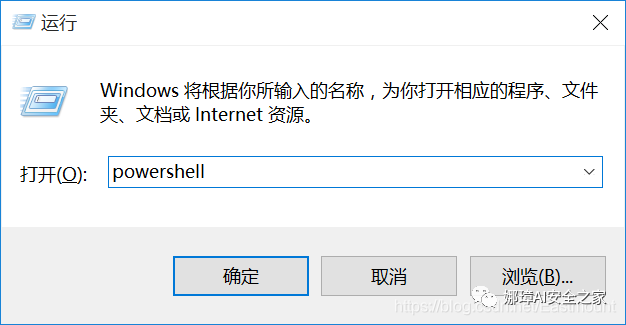 运行
Windows 将根据你所输入的名称，为你打开相应的程序、文件
夹、文档或 Internet 资源。
打开(O): powershell
确定 取消 浏览(B)...
娜璋AI安全之家
https://blog.csdn.net/Eastmount